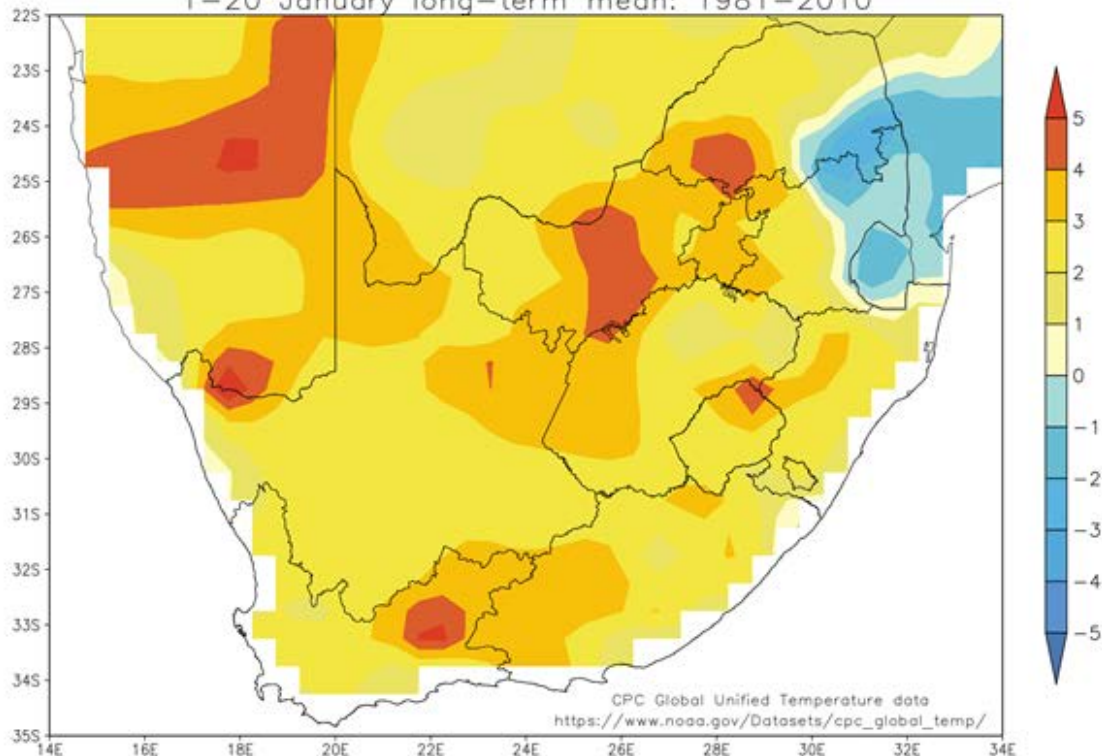 1−20 January long−term mean: 1981−2010
22S
23S
24S
25S
26S
27S
28S
29S
30S
31S
32S
33S
34S
35S
14E 16E 18E 20E 22E 24E 26E 28E 30E 32E 34E
5
4
3
2
1
0
−1
−2
−3
−4
−5
CPC Global Unified Temperature data
https://www.noaa.gov/Datasets/cpc_global_temp/